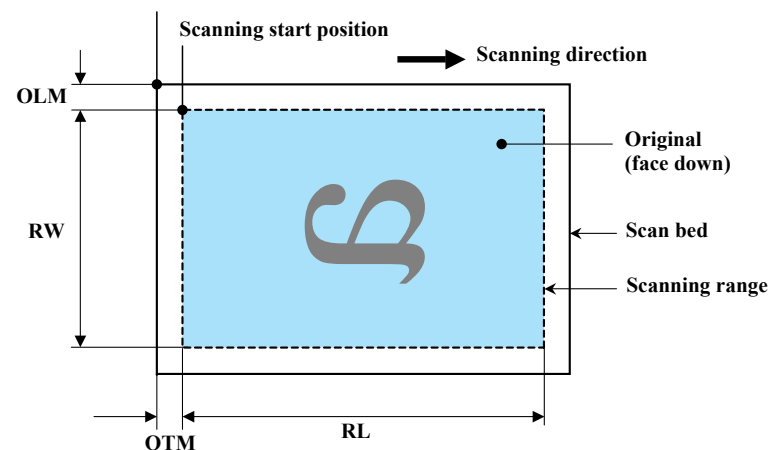 Scanning start position
Scanning direction
OLM
Original
(face down)
RW
Scan bed
Scanning range
RL
OTM